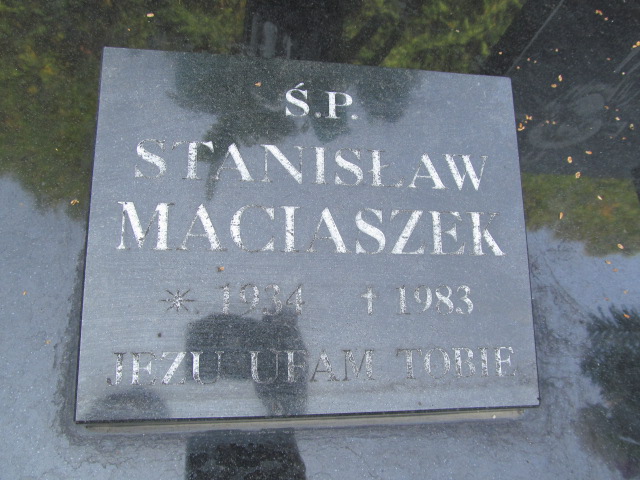 Ś.P.
STANISŁAW
MACIASZEK
* 1934 † 1983
JEZU UFAM TOBIE